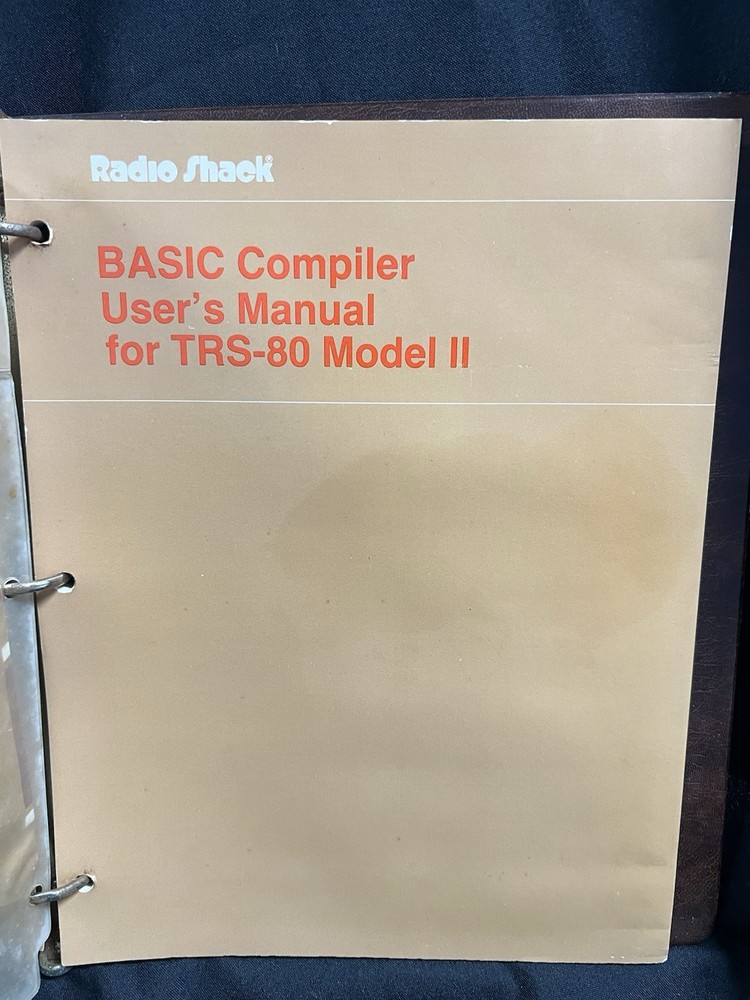 Radio Shack®
BASIC Compiler
User's Manual
for TRS-80 Model II